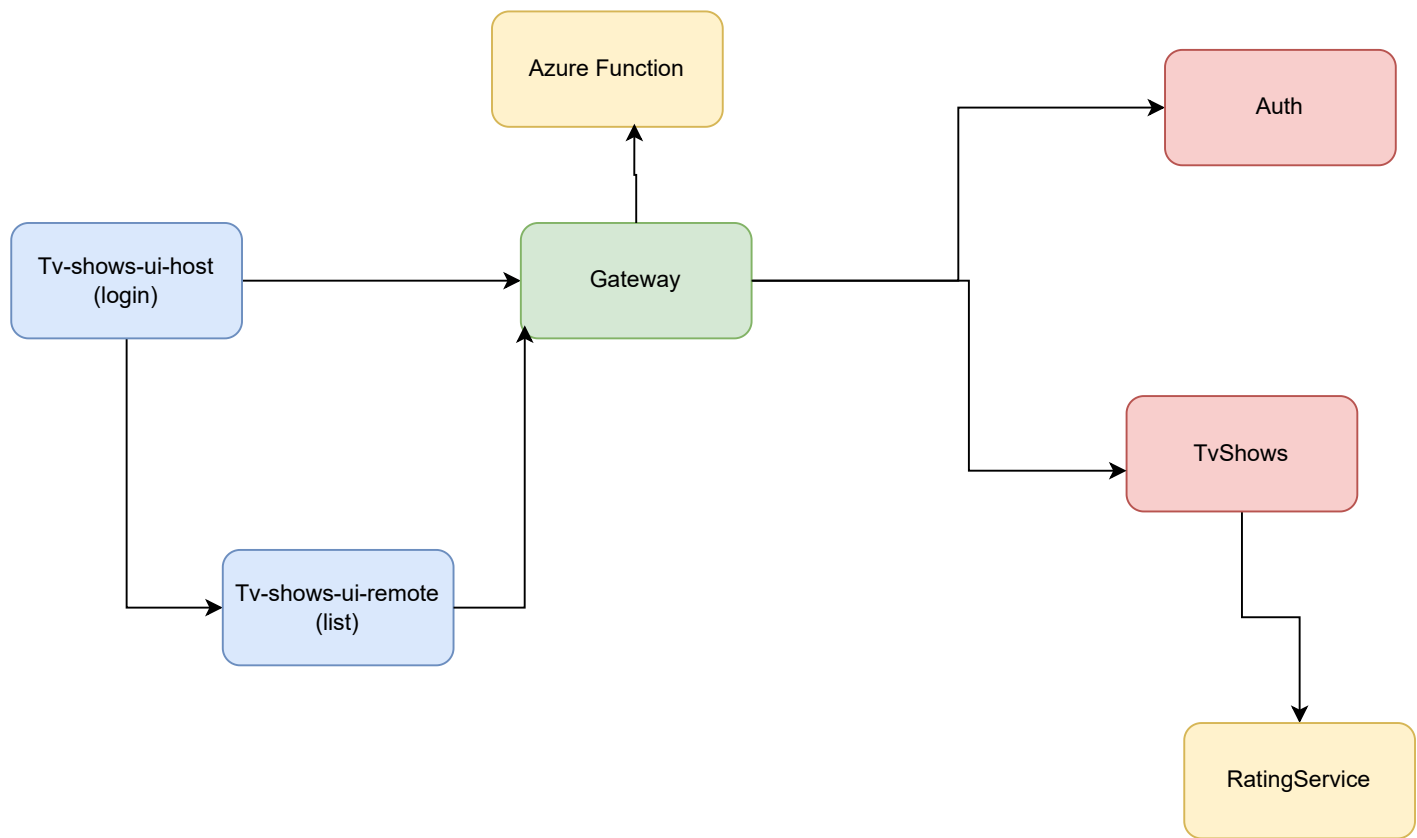 Azure Function
Auth
Tv-shows-ui-host
(login)
Gateway
TvShows
Tv-shows-ui-remote
(list)
RatingService